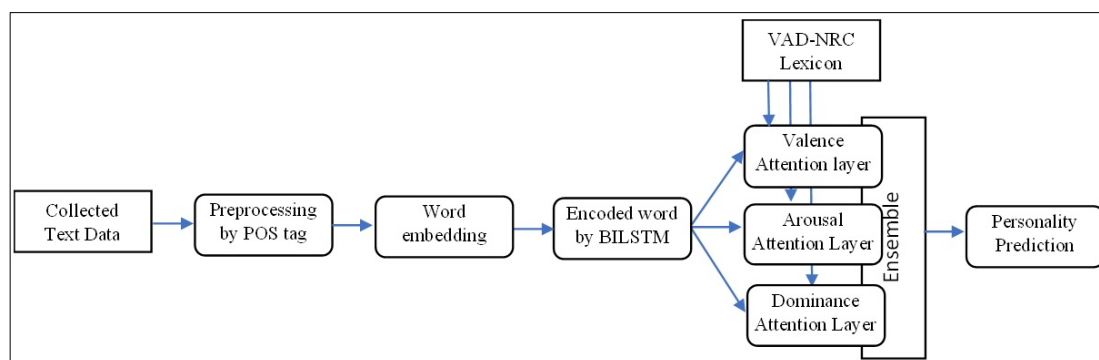 VAD-NRC
Lexicon
Valence
Attention layer
Collected
Text Data
Preprocessing
by POS tag
Word
embedding
Encoded word
by BILSTM
Arousal
Attention Layer
Dominance
Attention Layer
Ensemble
Personality
Prediction